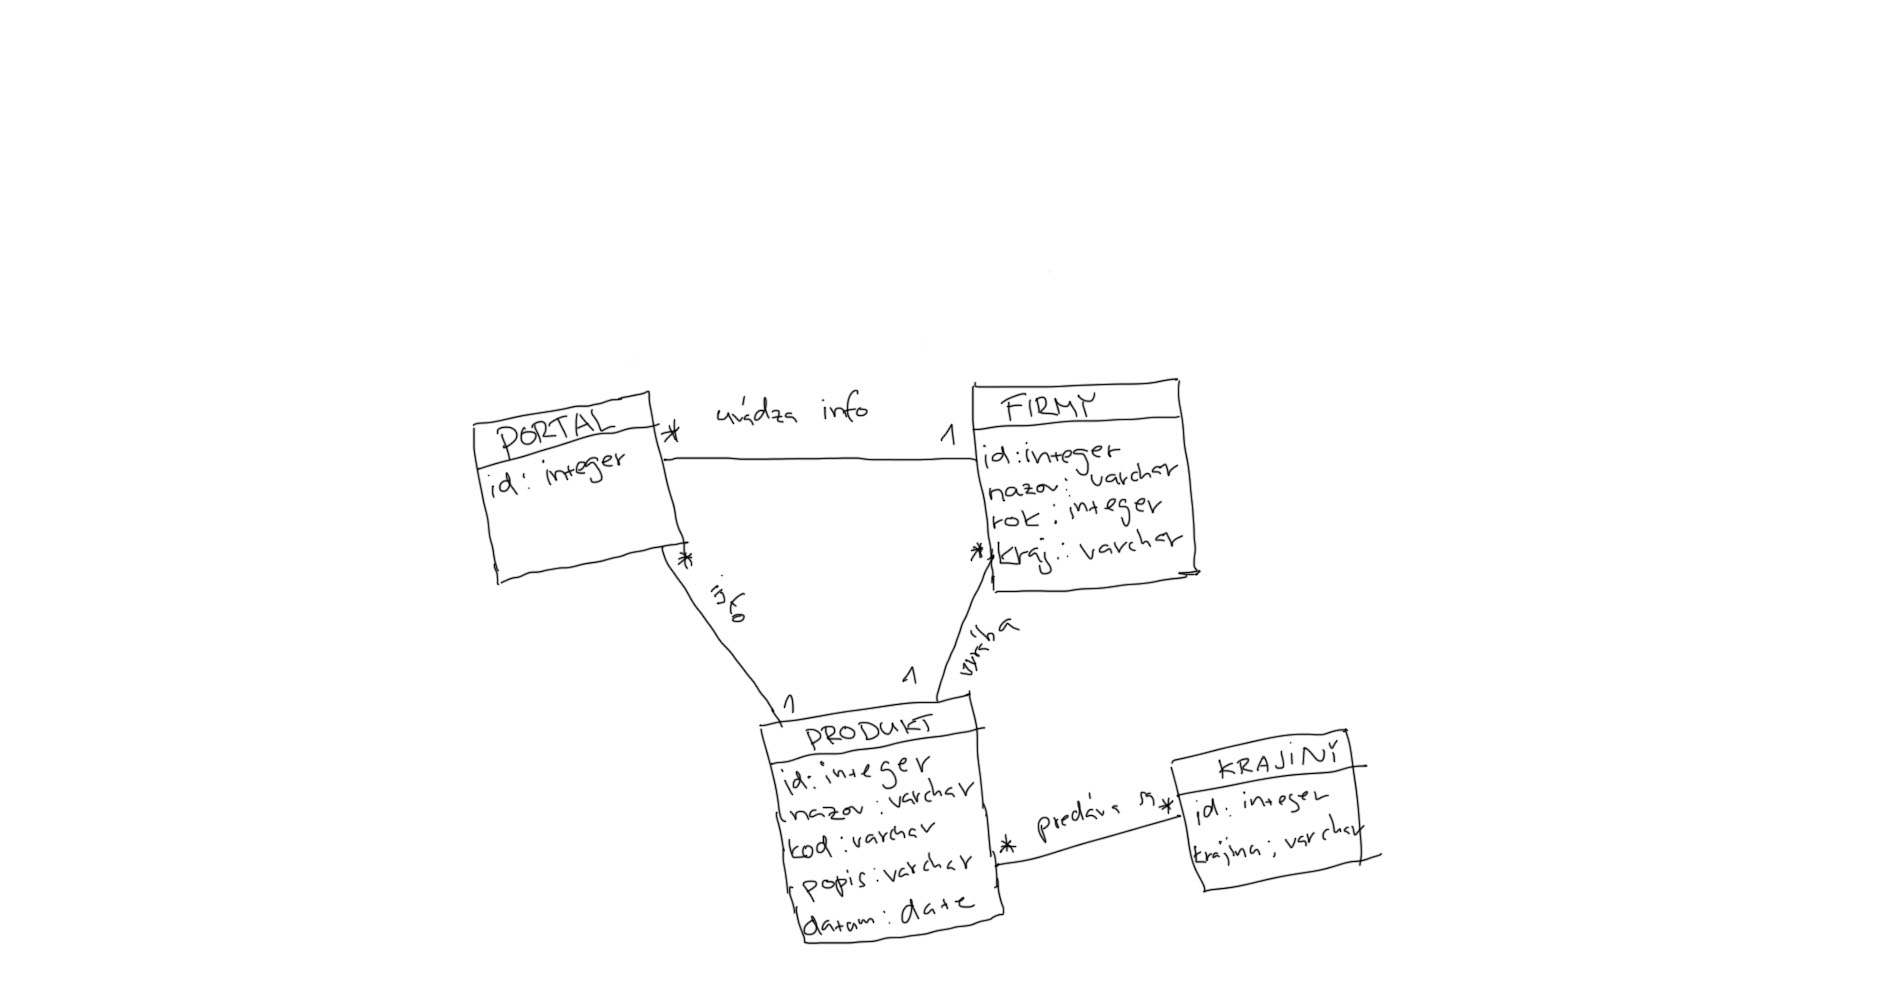 PORTAL
id: integer
*
uvádza info
1
FIRMY
id: integer
nazov: varchar
rok: integer
kraj: varchar
*
*
1
1
vyrába
PRODUKT
id: integer
nazov: varchar
kod: varchar
popis: varchar
datum: date
*
predáva sa
*
KRAJINY
id: integer
krajina: varchar